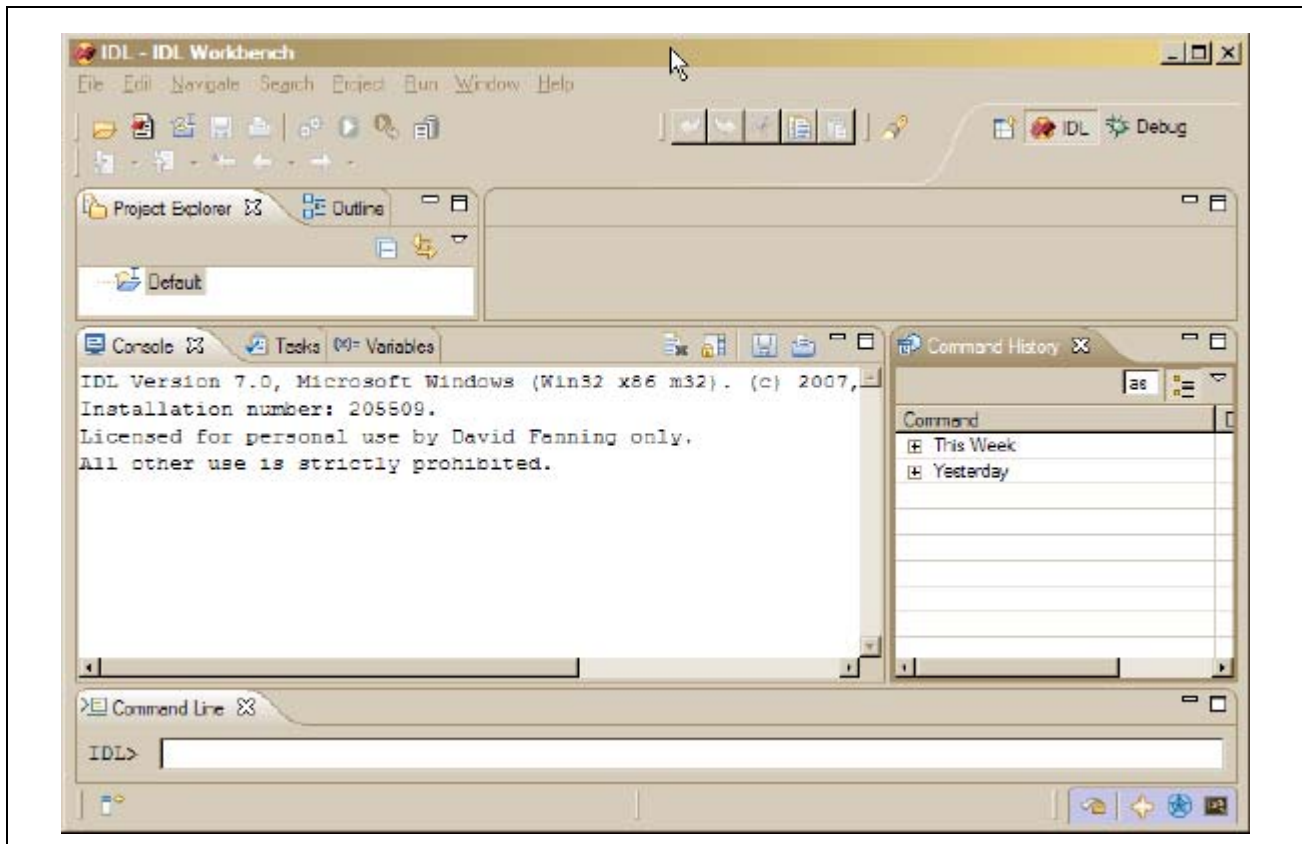 IDL - IDL Workbench
File Edit Navigate Search Project Run Window Help
IDL Debug
Project Explorer Outline
Default
Console Tasks (x)= Variables
IDL Version 7.0, Microsoft Windows (Win32 x86 m32). (c) 2007,
Installation number: 205509.
Licensed for personal use by David Fanning only.
All other use is strictly prohibited.
Command History
as
Command D
This Week
Yesterday
Command Line
IDL>